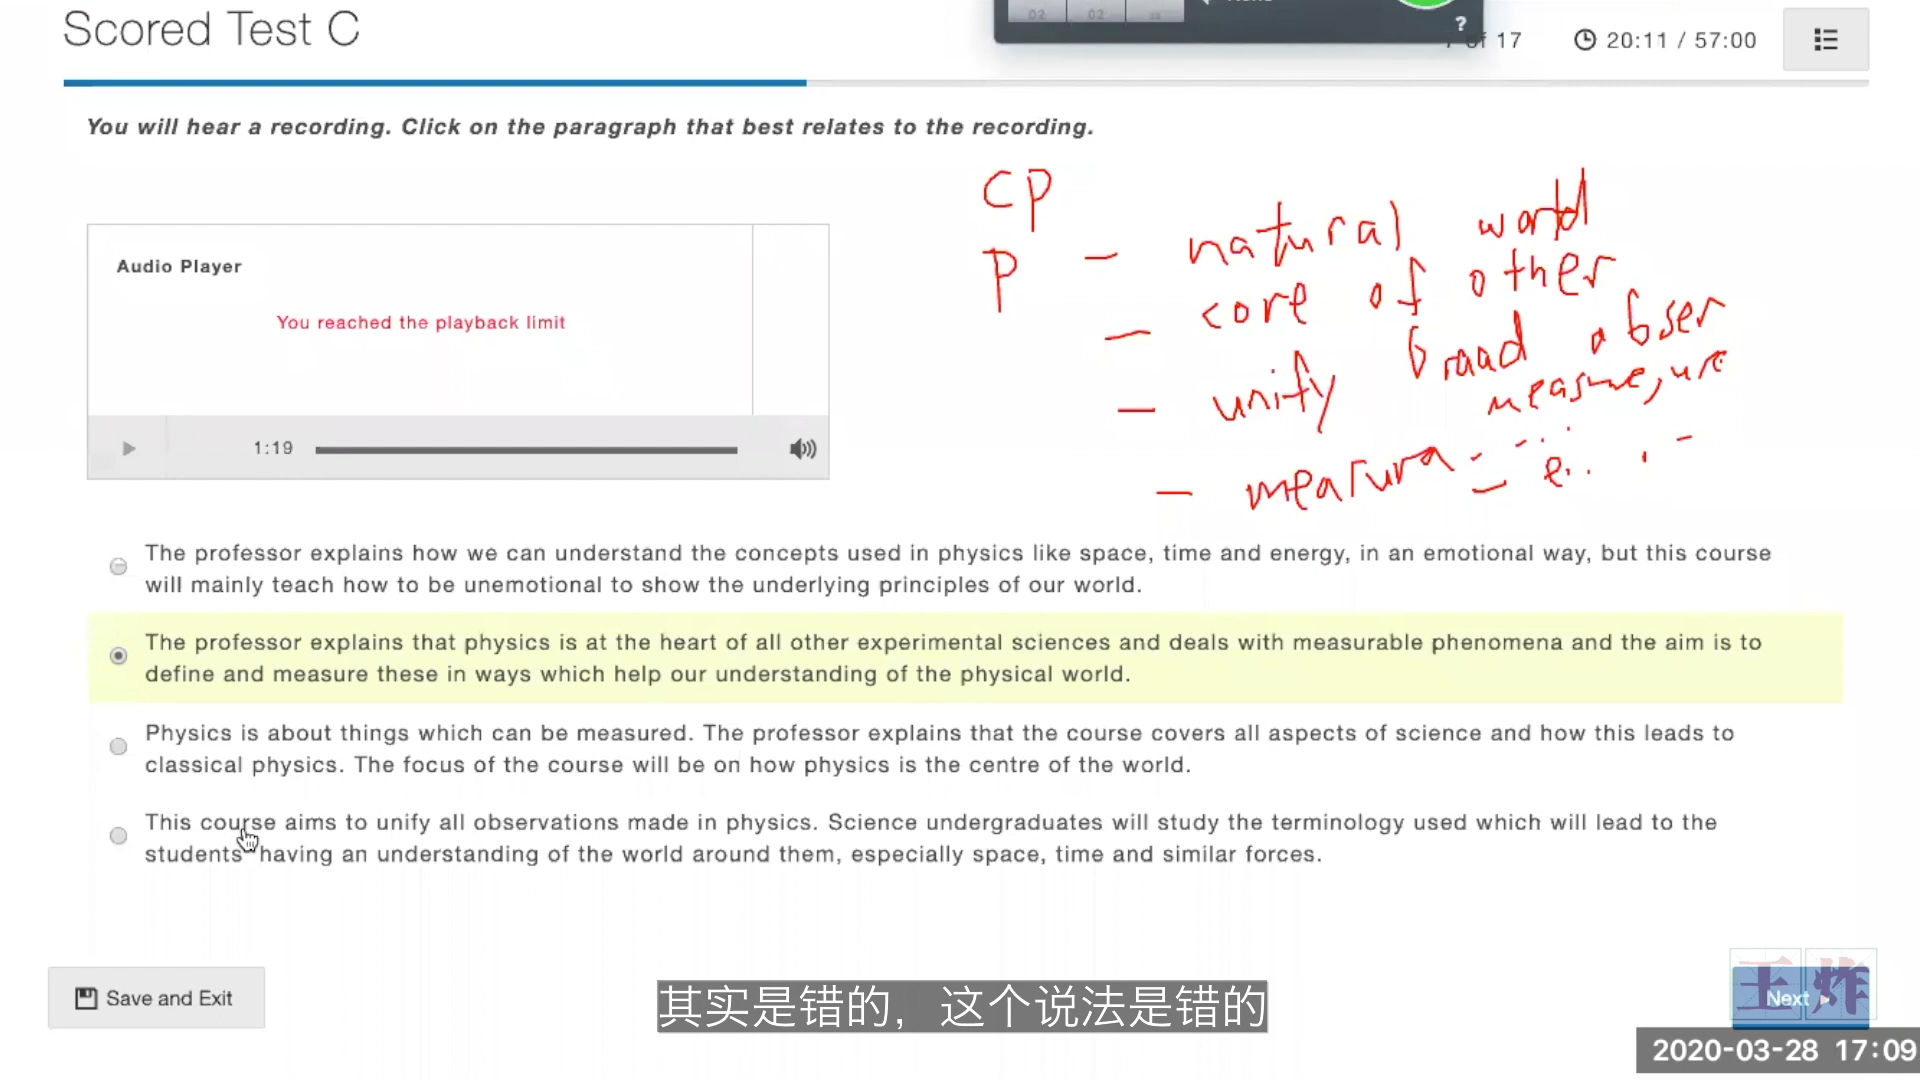 Scored Test C
02 02
?
of 17
20:11 / 57:00
You will hear a recording. Click on the paragraph that best relates to the recording.
CP
P - natural world
- core of other
- unify broad obser
measure, un
- measura
Audio Player
You reached the playback limit
1:19
The professor explains how we can understand the concepts used in physics like space, time and energy, in an emotional way, but this course
will mainly teach how to be unemotional to show the underlying principles of our world.
The professor explains that physics is at the heart of all other experimental sciences and deals with measurable phenomena and the aim is to
define and measure these in ways which help our understanding of the physical world.
Physics is about things which can be measured. The professor explains that the course covers all aspects of science and how this leads to
classical physics. The focus of the course will be on how physics is the centre of the world.
This course aims to unify all observations made in physics. Science undergraduates will study the terminology used which will lead to the
students' having an understanding of the world around them, especially space, time and similar forces.
Save and Exit
其实是错的，这个说法是错的
Next
王炸
2020-03-28 17:09